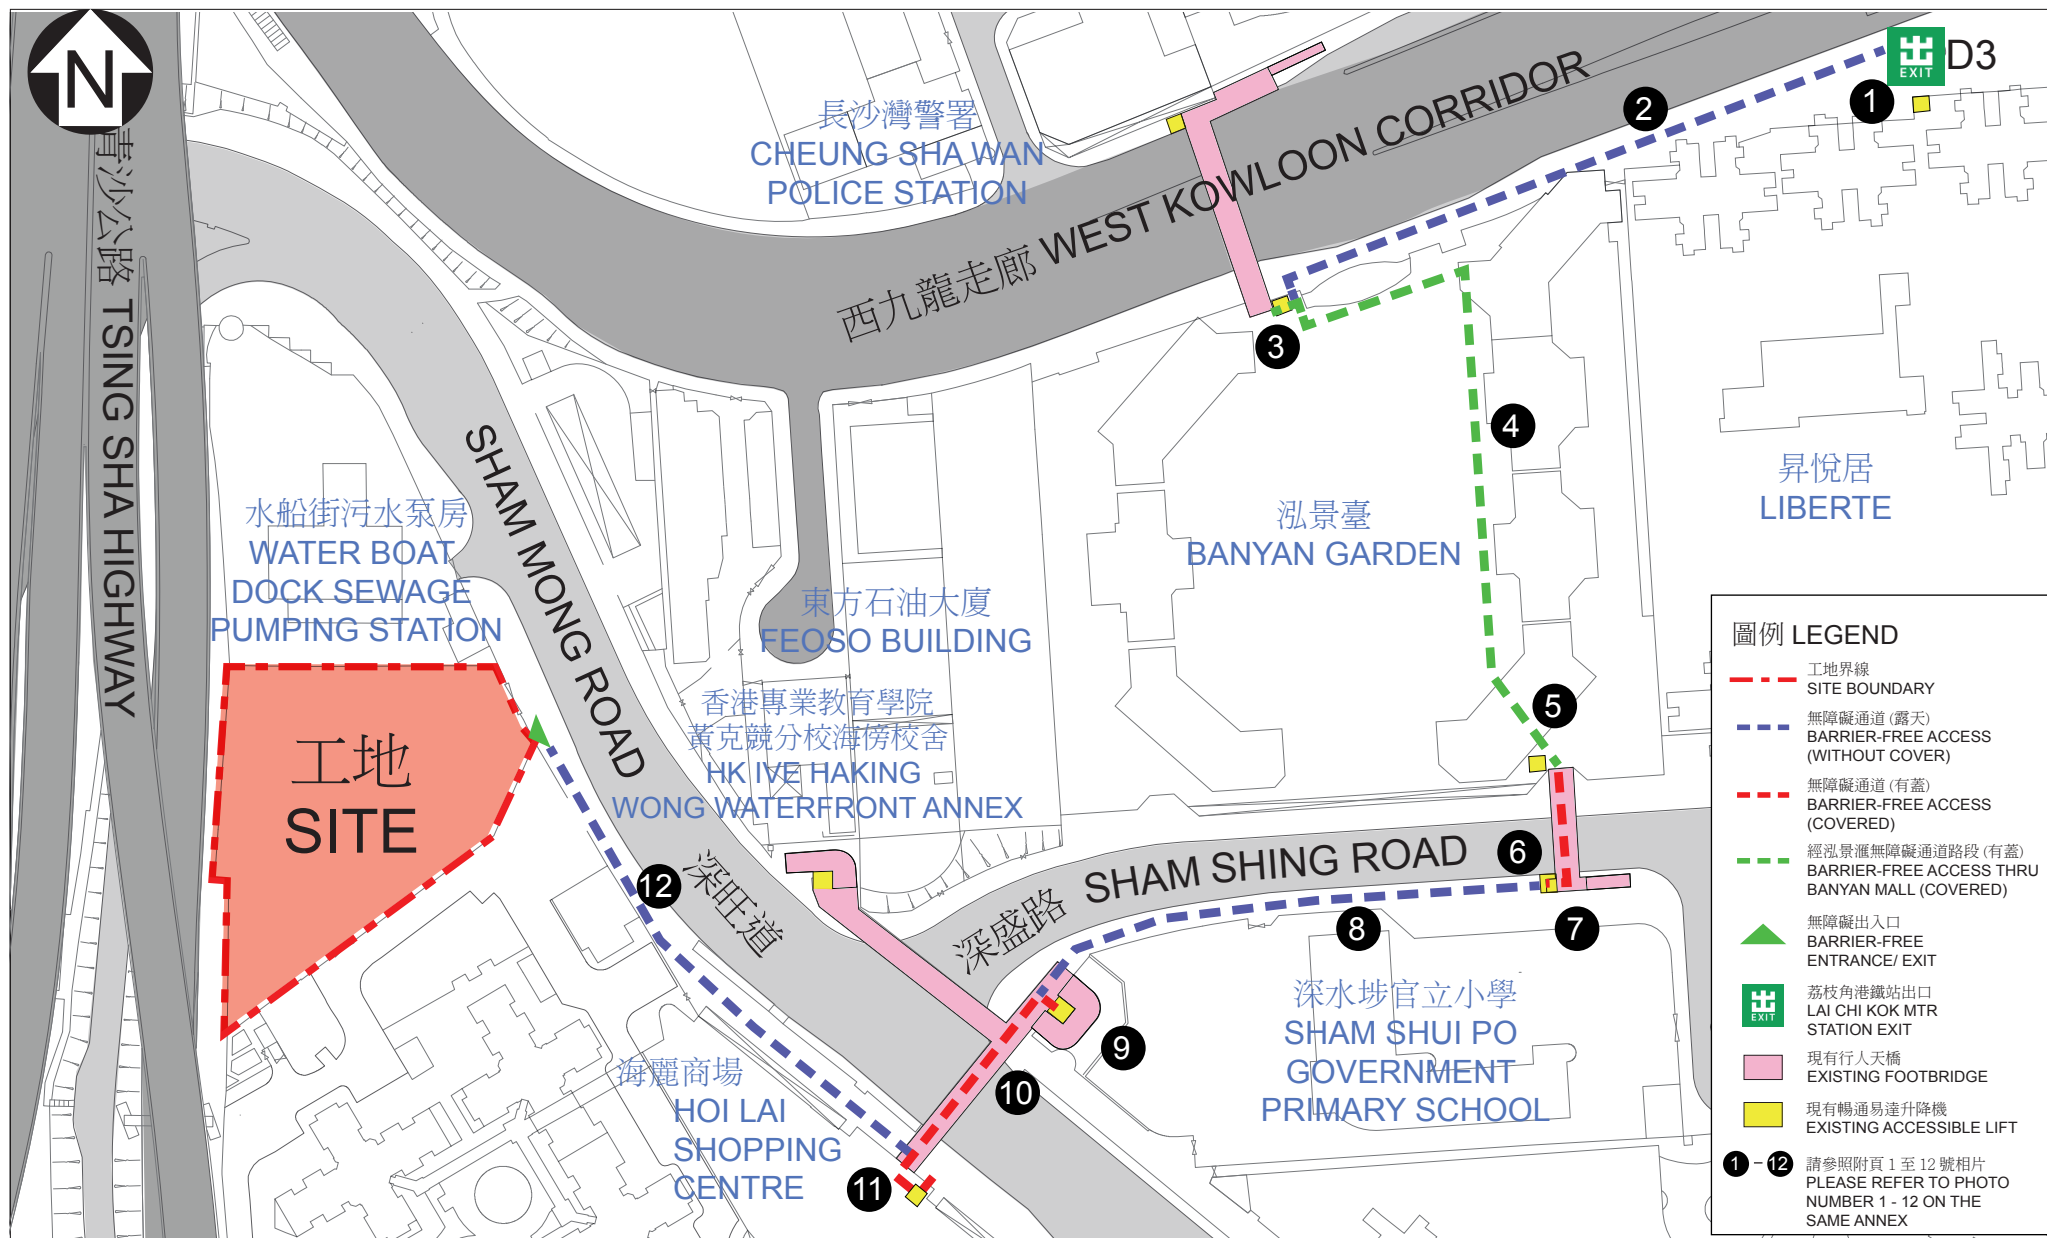 N
青沙公路 TSING SHA HIGHWAY
長沙灣警署
CHEUNG SHA WAN
POLICE STATION
西九龍走廊 WEST KOWLOON CORRIDOR
EXIT
D3
1
2
3
4
5
6
7
8
9
10
11
12
水船街污水泵房
WATER BOAT
DOCK SEWAGE
PUMPING STATION
SHAM MONG ROAD
深旺道
東方石油大廈
FEOSO BUILDING
香港專業教育學院
黃克競分校海傍校舍
HK IVE HAKING
WONG WATERFRONT ANNEX
泓景臺
BANYAN GARDEN
昇悅居
LIBERTE
工地
SITE
深盛路 SHAM SHING ROAD
深水埗官立小學
SHAM SHUI PO
GOVERNMENT
PRIMARY SCHOOL
海麗商場
HOI LAI
SHOPPING
CENTRE
圖例 LEGEND
工地界線
SITE BOUNDARY
無障礙通道 (露天)
BARRIER-FREE ACCESS
(WITHOUT COVER)
無障礙通道 (有蓋)
BARRIER-FREE ACCESS
(COVERED)
經泓景滙無障礙通道路段 (有蓋)
BARRIER-FREE ACCESS THRU
BANYAN MALL (COVERED)
無障礙出入口
BARRIER-FREE
ENTRANCE/ EXIT
EXIT
荔枝角港鐵站出口
LAI CHI KOK MTR
STATION EXIT
現有行人天橋
EXISTING FOOTBRIDGE
現有暢通易達升降機
EXISTING ACCESSIBLE LIFT
1 - 12
請參照附頁 1 至 12 號相片
PLEASE REFER TO PHOTO
NUMBER 1 - 12 ON THE
SAME ANNEX